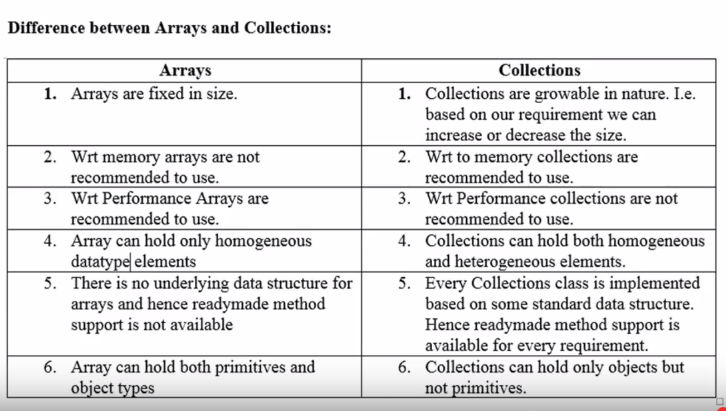 Difference between Arrays and Collections:
Arrays
Collections
1. Arrays are fixed in size.
1. Collections are growable in nature. I.e.
based on our requirement we can
increase or decrease the size.
2. Wrt memory arrays are not
recommended to use.
2. Wrt to memory collections are
recommended to use.
3. Wrt Performance Arrays are
recommended to use.
3. Wrt Performance collections are not
recommended to use.
4. Array can hold only homogeneous
datatype elements
4. Collections can hold both homogeneous
and heterogeneous elements.
5. There is no underlying data structure for
arrays and hence readymade method
support is not available
5. Every Collections class is implemented
based on some standard data structure.
Hence readymade method support is
available for every requirement.
6. Array can hold both primitives and
object types
6. Collections can hold only objects but
not primitives.